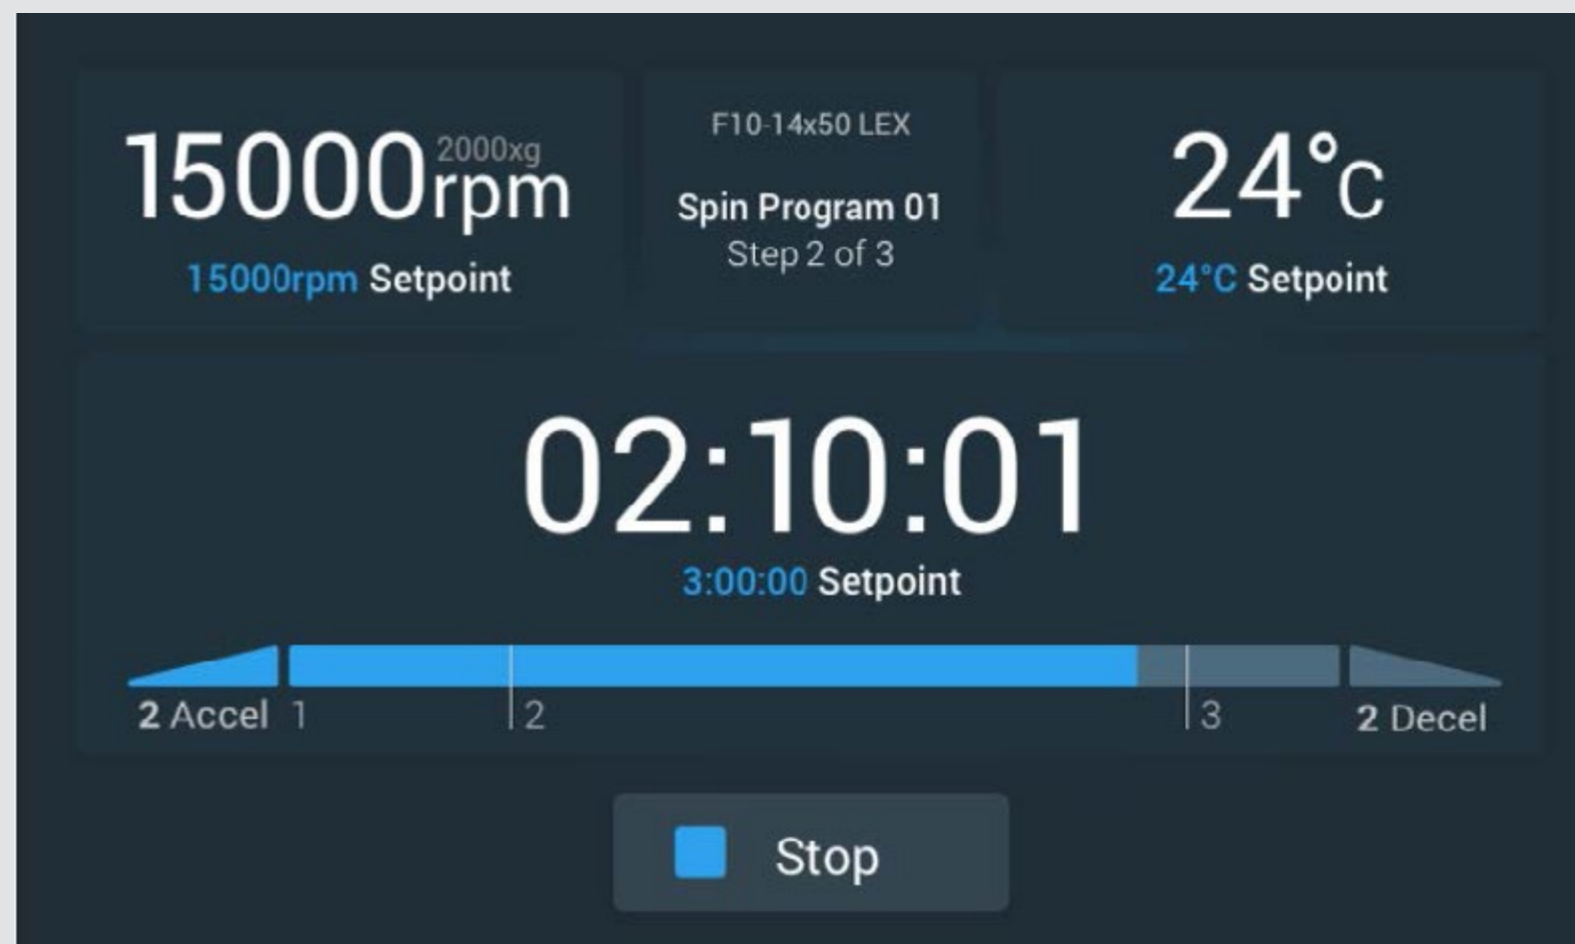 15000rpm
2000xg
15000rpm Setpoint
F10-14x50 LEX
Spin Program 01
Step 2 of 3
24°C
24°C Setpoint
02:10:01
3:00:00 Setpoint
2 Accel 1 2 3 2 Decel
Stop